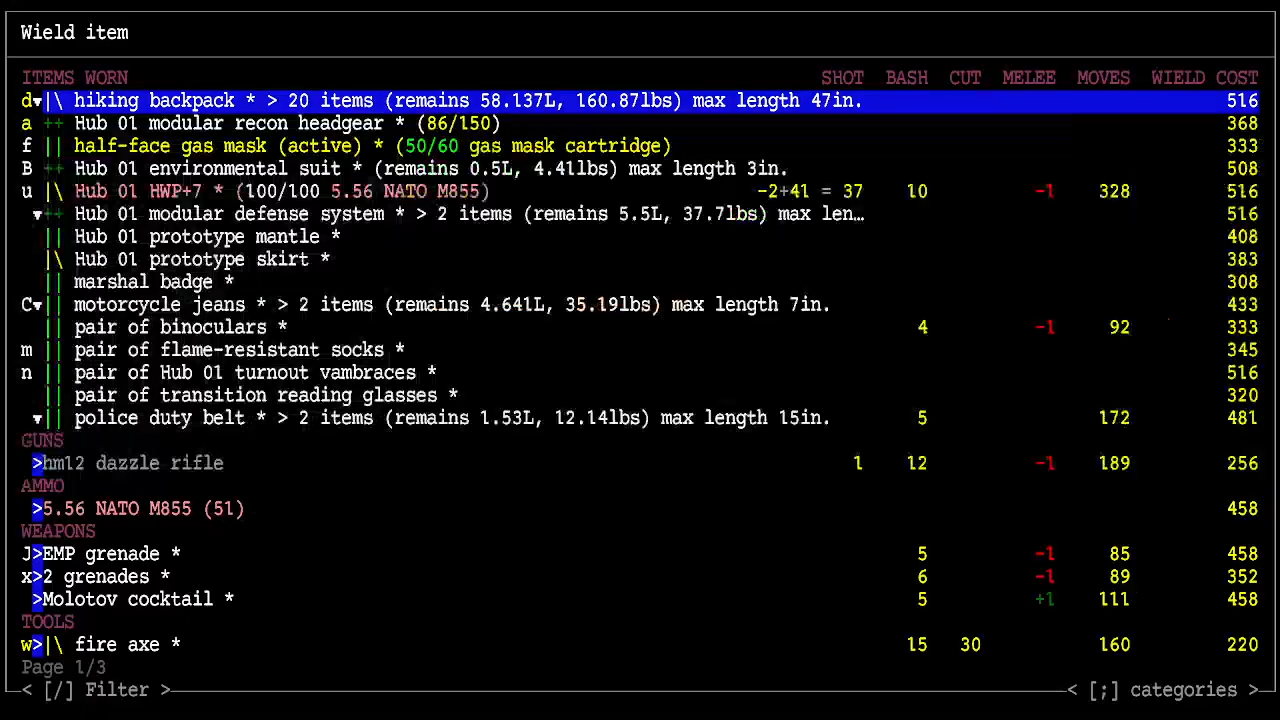 Wield item
ITEMS WORN SHOT BASH CUT MELEE MOVES WIELD COST
d▼|\ hiking backpack * > 20 items (remains 58.137L, 160.87lbs) max length 47in. 516
a ++ Hub 01 modular recon headgear * (86/150) 368
f || half-face gas mask (active) * (50/60 gas mask cartridge) 333
B ++ Hub 01 environmental suit * (remains 0.5L, 4.41lbs) max length 3in. 508
u |\ Hub 01 HWP+7 * (100/100 5.56 NATO M855) -2+41 = 37 10 -1 328 516
▼++ Hub 01 modular defense system * > 2 items (remains 5.5L, 37.7lbs) max len… 516
|| Hub 01 prototype mantle * 408
|\ Hub 01 prototype skirt * 383
|| marshal badge * 308
C▼|| motorcycle jeans * > 2 items (remains 4.641L, 35.19lbs) max length 7in. 433
|| pair of binoculars * 4 -1 92 333
m || pair of flame-resistant socks * 345
n || pair of Hub 01 turnout vambraces * 516
|| pair of transition reading glasses * 320
▼|| police duty belt * > 2 items (remains 1.53L, 12.14lbs) max length 15in. 5 172 481
GUNS
>hm12 dazzle rifle 1 12 -1 189 256
AMMO
>5.56 NATO M855 (51) 458
WEAPONS
J>EMP grenade * 5 -1 85 458
x>2 grenades * 6 -1 89 352
>Molotov cocktail * 5 +1 111 458
TOOLS
w>|\ fire axe * 15 30 160 220
Page 1/3
< [/] Filter > < [;] categories >